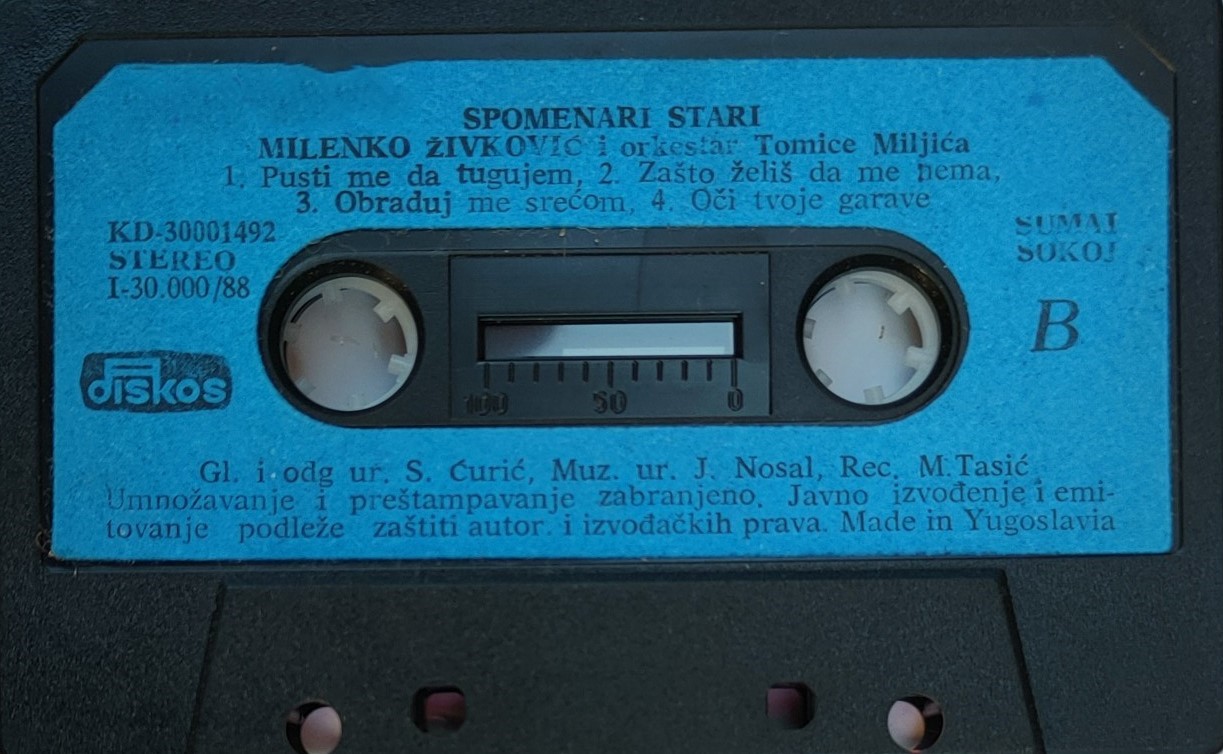 SPOMENARI STARI
MILENKO ŽIVKOVIĆ i orkestar Tomice Miljića
1. Pusti me da tugujem, 2. Zašto želiš da me nema,
3. Obraduj me srećom, 4. Oči tvoje garave
KD-30001492
STEREO
I-30.000/88
SUMAJ
SOKOJ
B
diskos
100 50 0
Gl. i odg ur. S. Ćurić, Muz. ur. J. Nosal, Rec. M. Tasić
Umnožavanje i preštampavanje zabranjeno. Javno izvođenje i emi-
tovanje podleže zaštiti autor. i izvođačkih prava. Made in Yugoslavia